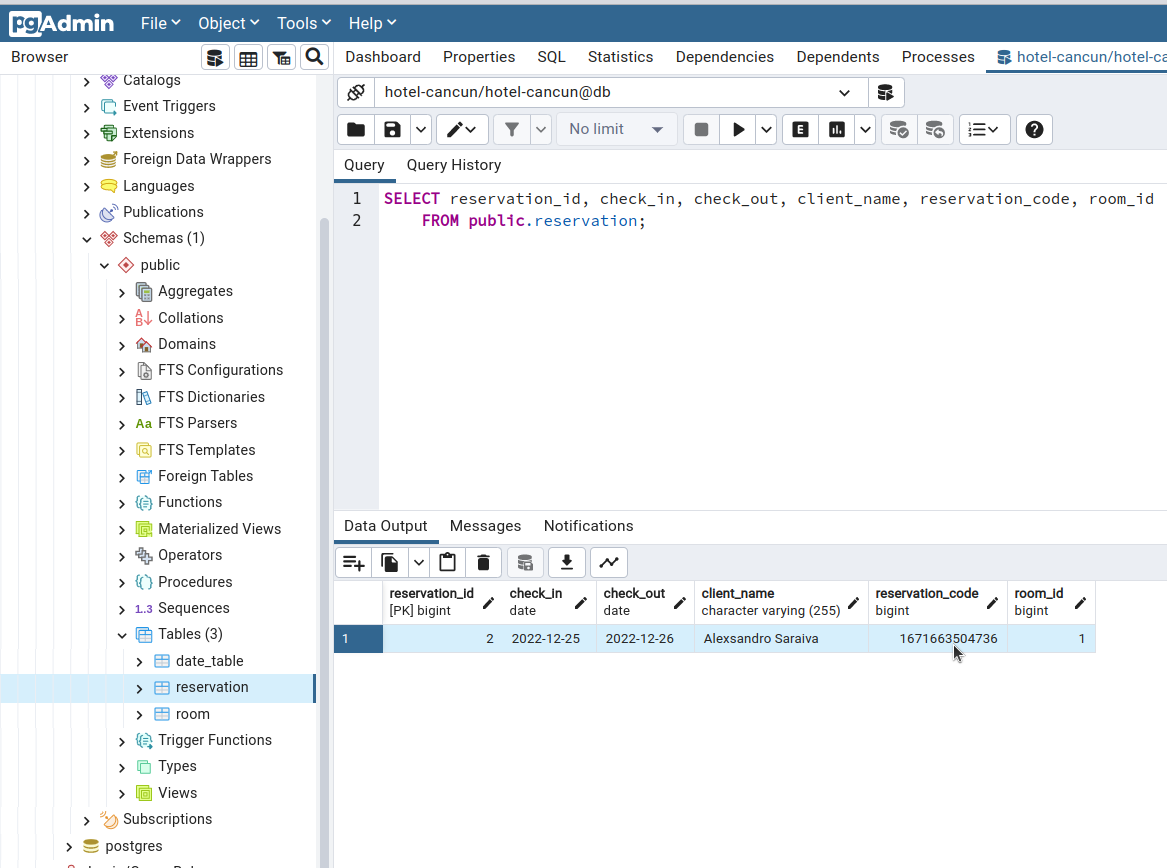 pgAdmin File Object Tools Help
Browser
Dashboard Properties SQL Statistics Dependencies Dependents Processes hotel-cancun/hotel-ca
Catalogs
Event Triggers
Extensions
Foreign Data Wrappers
Languages
Publications
Schemas (1)
public
Aggregates
Collations
Domains
FTS Configurations
FTS Dictionaries
Aa FTS Parsers
FTS Templates
Foreign Tables
Functions
Materialized Views
Operators
Procedures
1..3 Sequences
Tables (3)
date_table
reservation
room
Trigger Functions
Types
Views
Subscriptions
postgres
hotel-cancun/hotel-cancun@db
No limit E
Query Query History
1 SELECT reservation_id, check_in, check_out, client_name, reservation_code, room_id
2 FROM public.reservation;
Data Output Messages Notifications
reservation_id check_in check_out client_name reservation_code room_id
[PK] bigint date date character varying (255) bigint bigint
1 2 2022-12-25 2022-12-26 Alexsandro Saraiva 1671663504736 1